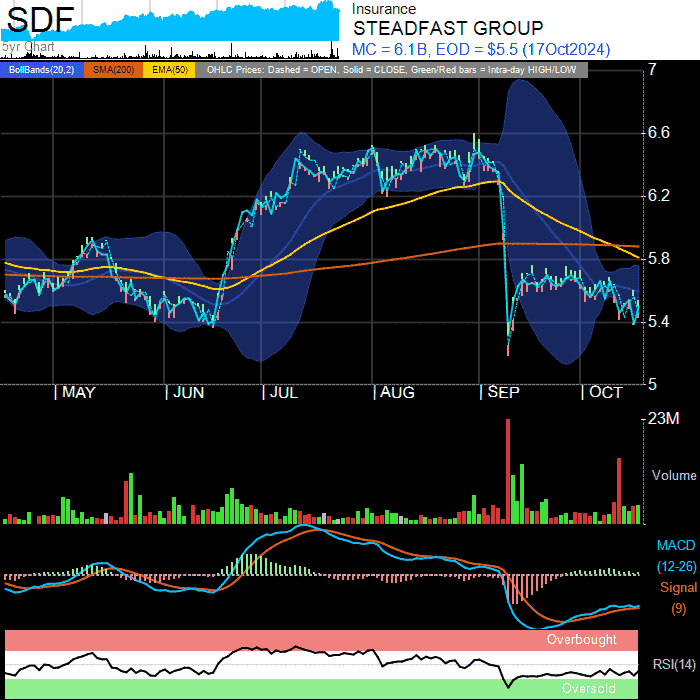 SDF
Insurance
STEADFAST GROUP
5yr Chart
MC = 6.1B, EOD = $5.5 (17Oct2024)
BollBands(20,2) SMA(200) EMA(50) OHLC Prices: Dashed = OPEN, Solid = CLOSE, Green/Red bars = Intra-day HIGH/LOW
7
6.6
6.2
5.8
5.4
5
MAY JUN JUL AUG SEP OCT
23M
Volume
MACD
(12-26)
Signal
(9)
Overbought
RSI(14)
Oversold